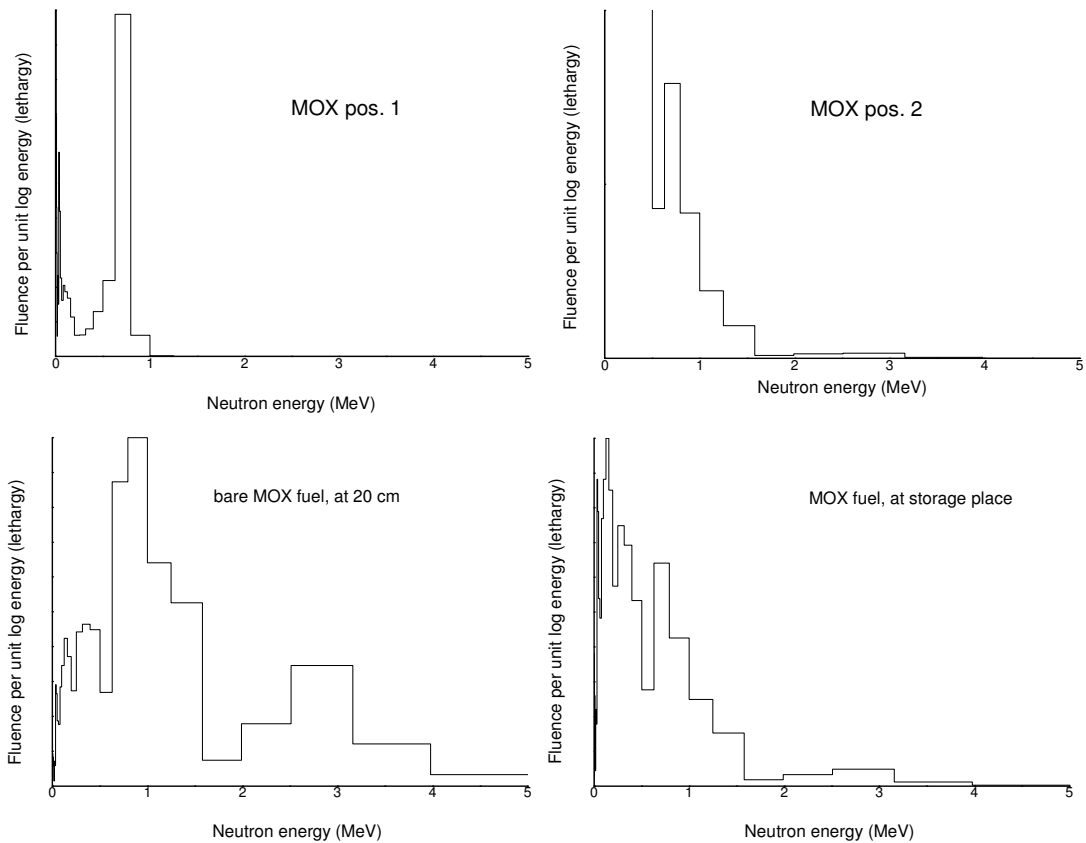 Fluence per unit log energy (lethargy)
MOX pos. 1
0 1 2 3 4 5
Neutron energy (MeV)
Fluence per unit log energy (lethargy)
MOX pos. 2
0 1 2 3 4 5
Neutron energy (MeV)
Fluence per unit log energy (lethargy)
bare MOX fuel, at 20 cm
0 1 2 3 4 5
Neutron energy (MeV)
Fluence per unit log energy (lethargy)
MOX fuel, at storage place
0 1 2 3 4 5
Neutron energy (MeV)